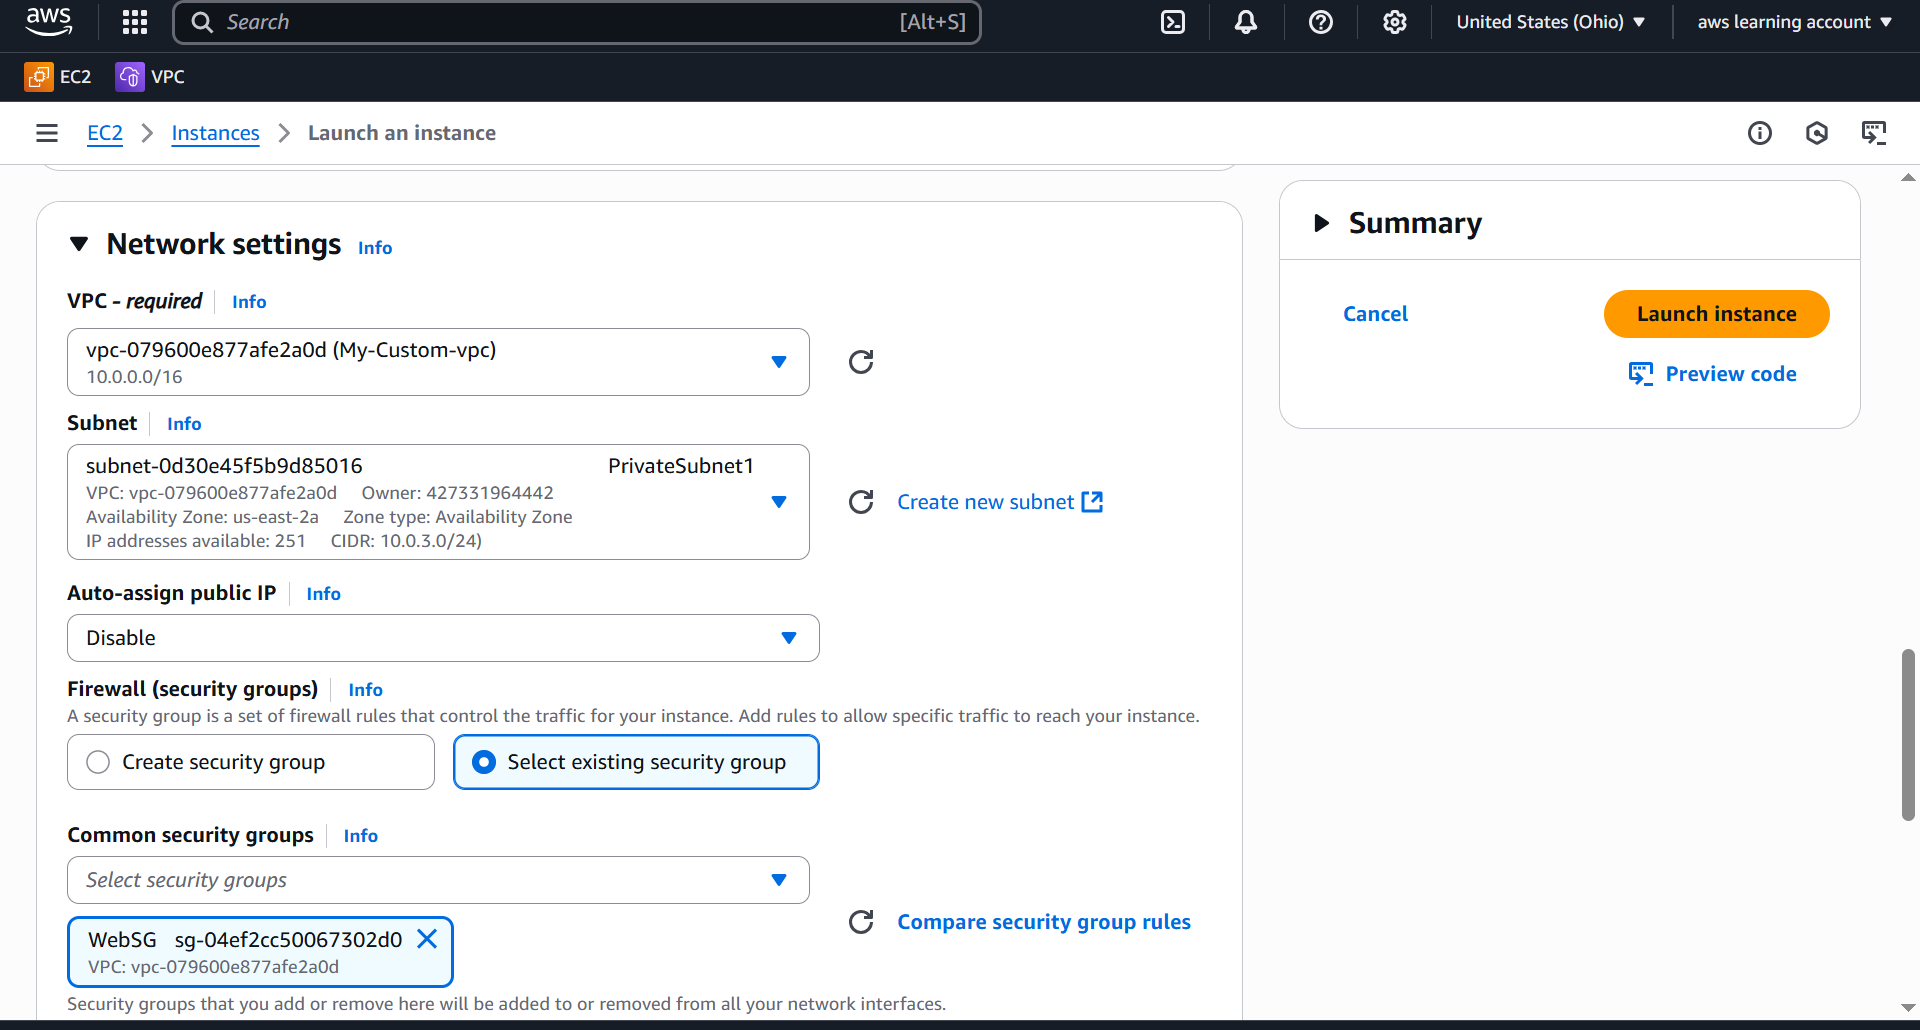 aws
Search [Alt+S]
United States (Ohio)
aws learning account
EC2 VPC
EC2 Instances Launch an instance
Network settings Info
VPC - required Info
vpc-079600e877afe2a0d (My-Custom-vpc)
10.0.0.0/16
Subnet Info
subnet-0d30e45f5b9d85016 PrivateSubnet1
VPC: vpc-079600e877afe2a0d Owner: 427331964442
Availability Zone: us-east-2a Zone type: Availability Zone
IP addresses available: 251 CIDR: 10.0.3.0/24)
Create new subnet
Auto-assign public IP Info
Disable
Firewall (security groups) Info
A security group is a set of firewall rules that control the traffic for your instance. Add rules to allow specific traffic to reach your instance.
Create security group
Select existing security group
Common security groups Info
Select security groups
WebSG sg-04ef2cc50067302d0
VPC: vpc-079600e877afe2a0d
Compare security group rules
Security groups that you add or remove here will be added to or removed from all your network interfaces.
Summary
Cancel
Launch instance
Preview code